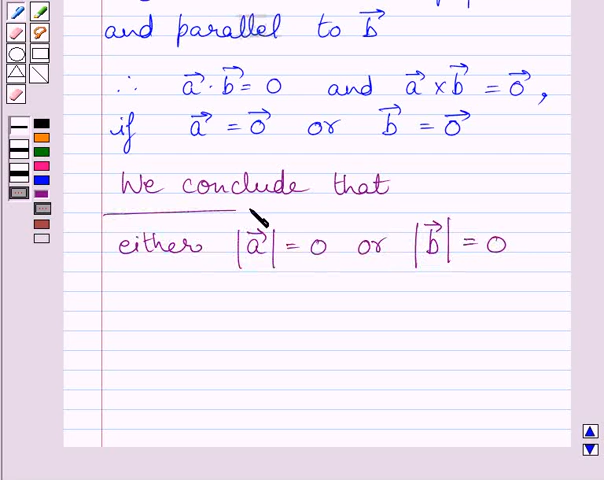 and parallel to b⃗
∴ a⃗ · b⃗ = 0 and a⃗ × b⃗ = 0⃗,
if a⃗ = 0⃗ or b⃗ = 0⃗
We conclude that
either |a⃗| = 0 or |b⃗| = 0